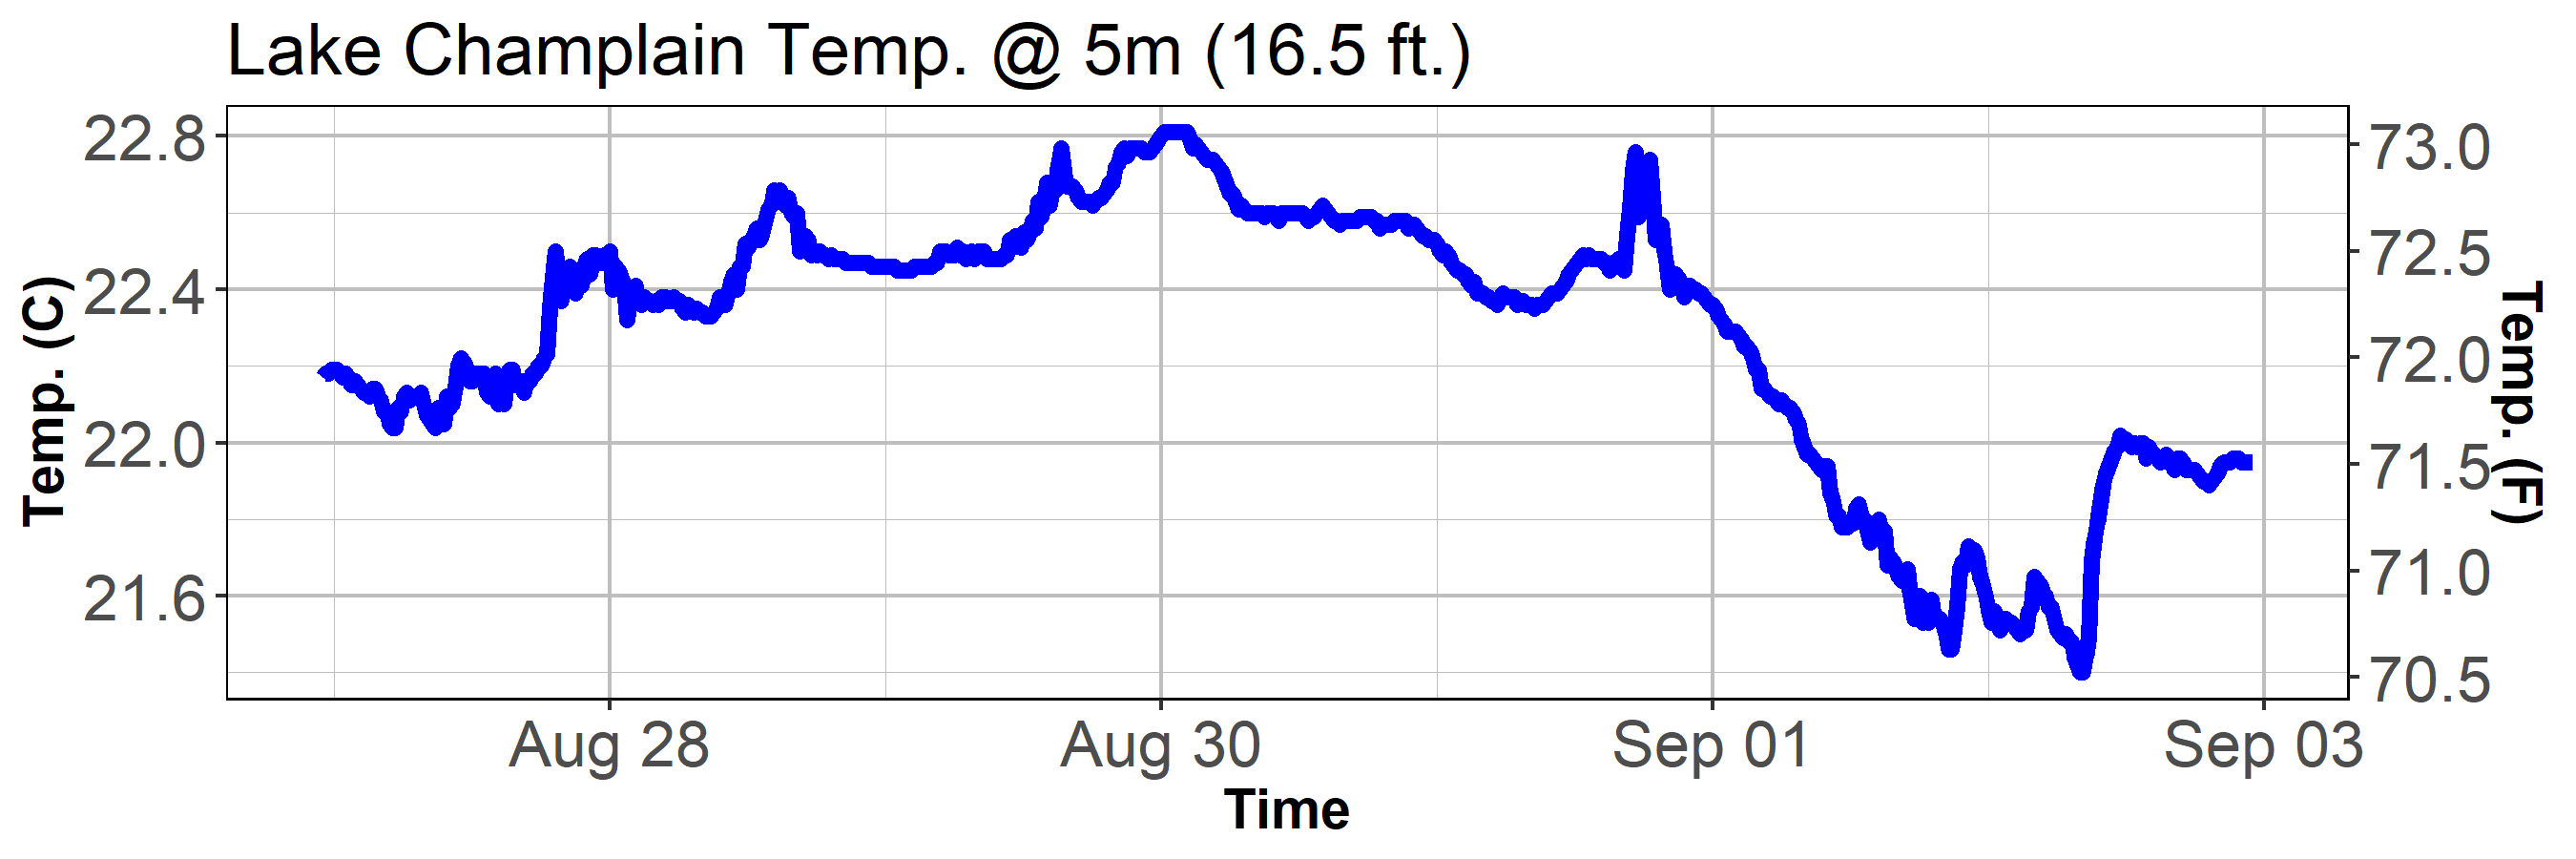 Lake Champlain Temp. @ 5m (16.5 ft.)
Temp. (C)
22.8
22.4
22.0
21.6
73.0
72.5
72.0
71.5
71.0
70.5
Temp. (F)
Aug 28
Aug 30
Sep 01
Sep 03
Time